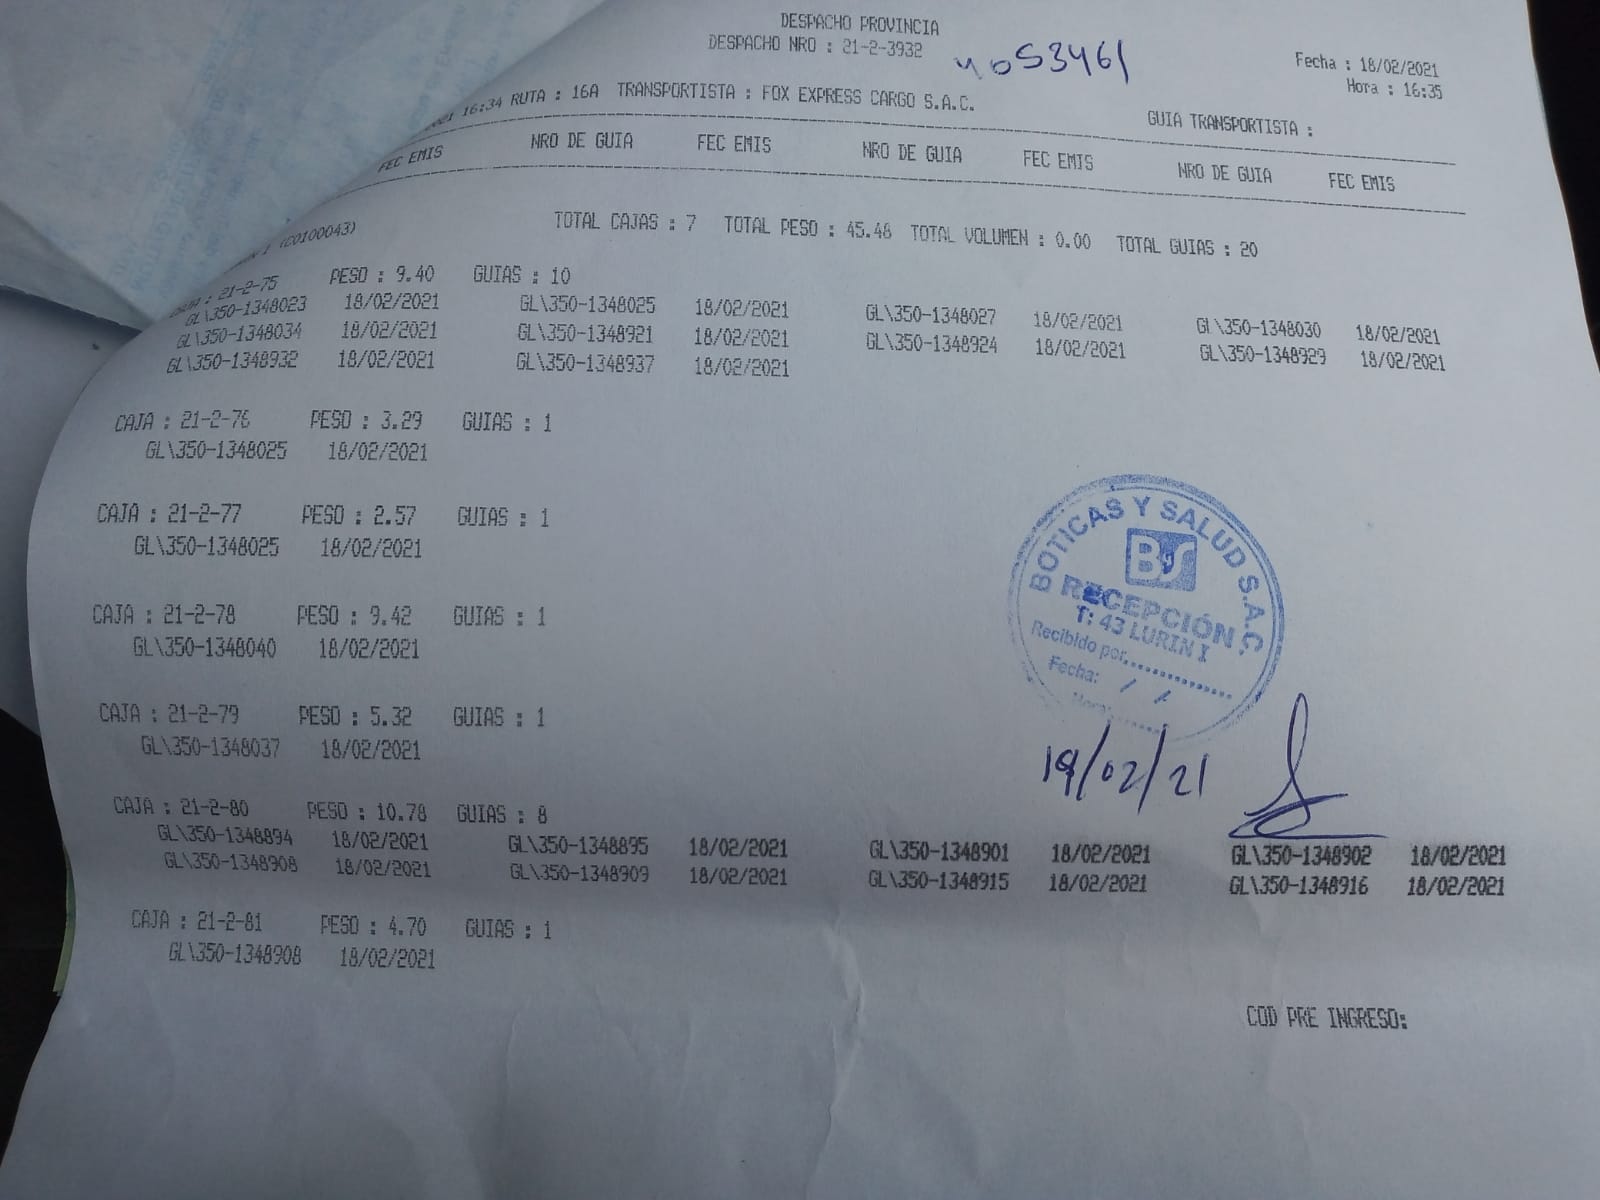 DESPACHO PROVINCIA
DESPACHO NRO : 21-2-3932
4053461
Fecha : 18/02/2021
Hora : 16:35
16:34 RUTA : 16A TRANSPORTISTA : FOX EXPRESS CARGO S.A.C.
GUIA TRANSPORTISTA :
FEC EMIS NRO DE GUIA FEC EMIS NRO DE GUIA FEC EMIS NRO DE GUIA FEC EMIS
(C0100043) TOTAL CAJAS : 7 TOTAL PESO : 45.48 TOTAL VOLUMEN : 0.00 TOTAL GUIAS : 20
21-2-75 PESO : 9.40 GUIAS : 10
GL\350-1348023 18/02/2021 GL\350-1348025 18/02/2021 GL\350-1348027 18/02/2021 GL\350-1348030 18/02/2021
GL\350-1348034 18/02/2021 GL\350-1348921 18/02/2021 GL\350-1348924 18/02/2021 GL\350-1348929 18/02/2021
GL\350-1348932 18/02/2021 GL\350-1348937 18/02/2021
CAJA : 21-2-76 PESO : 3.29 GUIAS : 1
GL\350-1348025 18/02/2021
CAJA : 21-2-77 PESO : 2.57 GUIAS : 1
GL\350-1348025 18/02/2021
CAJA : 21-2-78 PESO : 9.42 GUIAS : 1
GL\350-1348040 18/02/2021
CAJA : 21-2-79 PESO : 5.32 GUIAS : 1
GL\350-1348037 18/02/2021
BOTICAS Y SALUD S.A.C.
BS
RECEPCIÓN
T: 43 LURIN I
Recibido por..................
Fecha: / /
Hora:
19/02/21
CAJA : 21-2-80 PESO : 10.78 GUIAS : 8
GL\350-1348894 18/02/2021 GL\350-1348895 18/02/2021 GL\350-1348901 18/02/2021 GL\350-1348902 18/02/2021
GL\350-1348908 18/02/2021 GL\350-1348909 18/02/2021 GL\350-1348915 18/02/2021 GL\350-1348916 18/02/2021
CAJA : 21-2-81 PESO : 4.70 GUIAS : 1
GL\350-1348908 18/02/2021
COD PRE INGRESO: